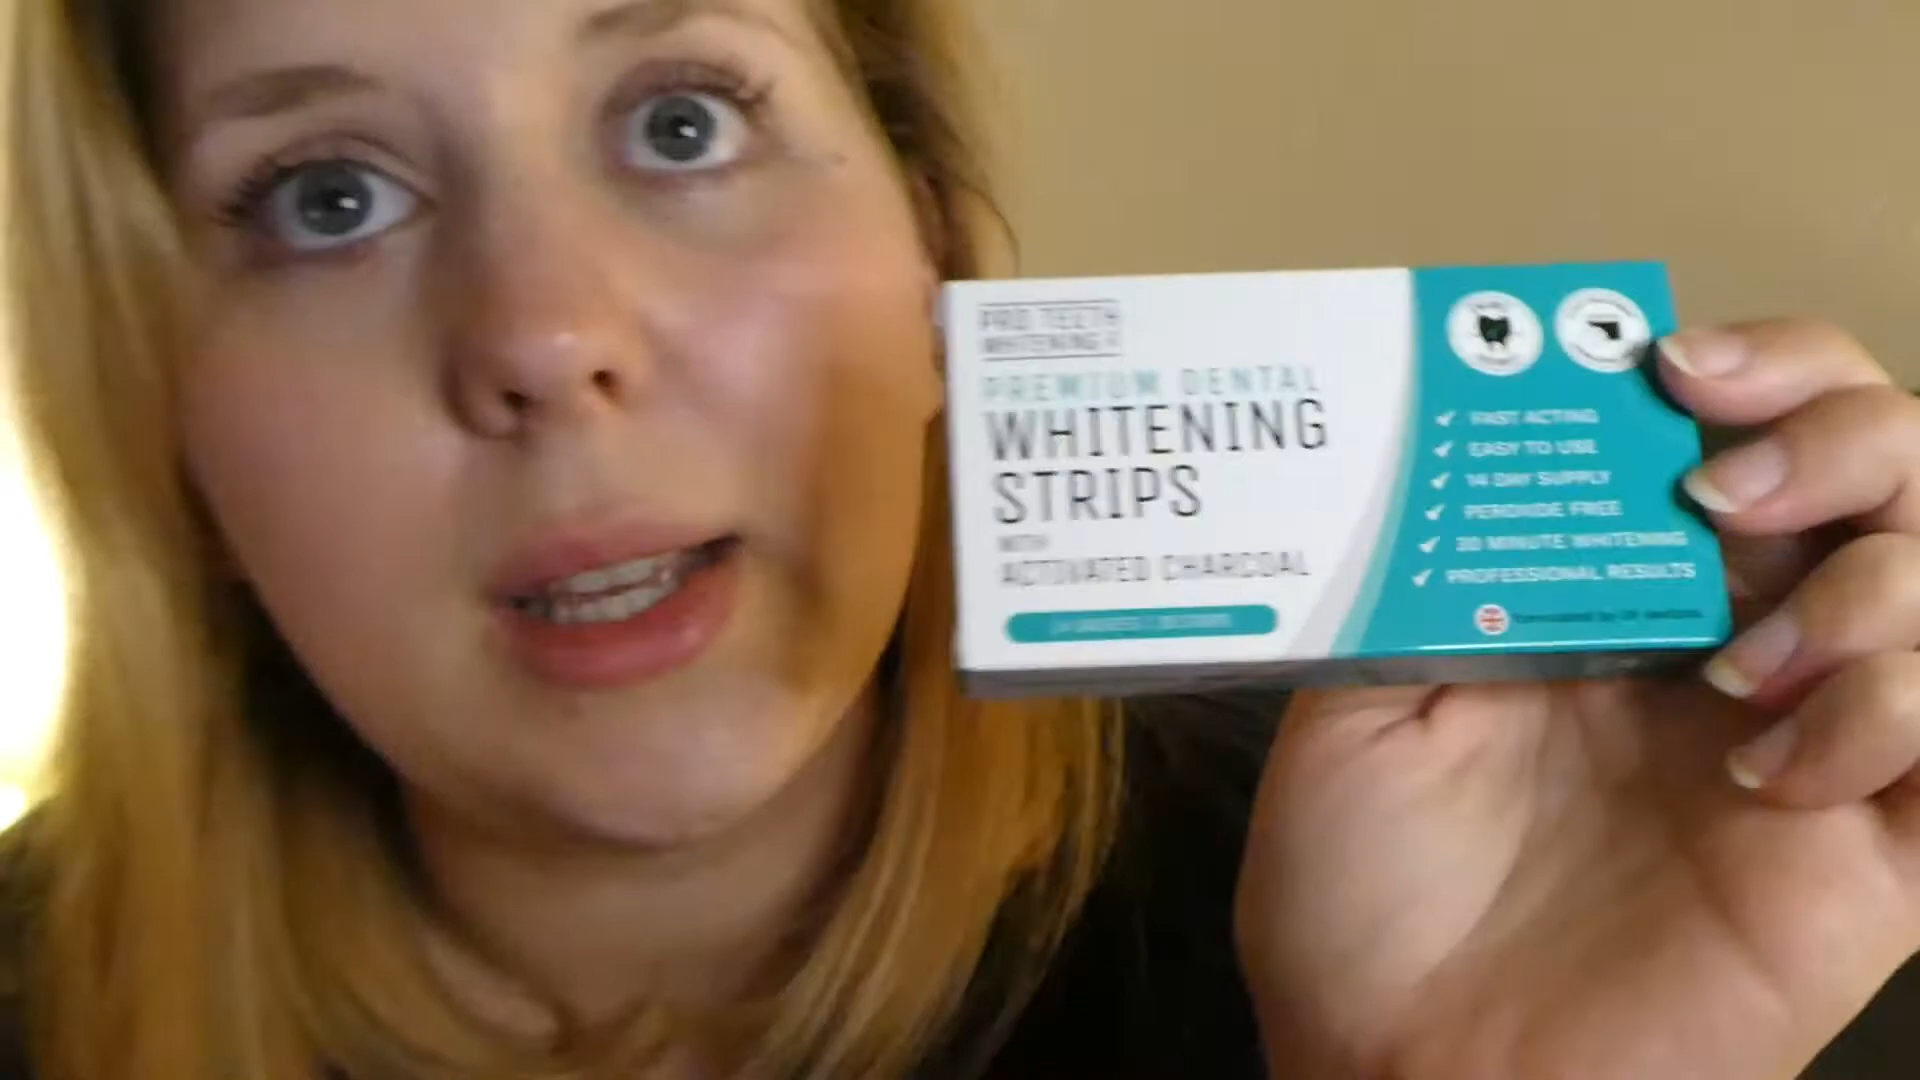 PRO TEETH
WHITENING
PREMIUM DENTAL
WHITENING
STRIPS
WITH
ACTIVATED CHARCOAL
FAST ACTING
EASY TO USE
14 DAY SUPPLY
PEROXIDE FREE
30 MINUTE WHITENING
PROFESSIONAL RESULTS